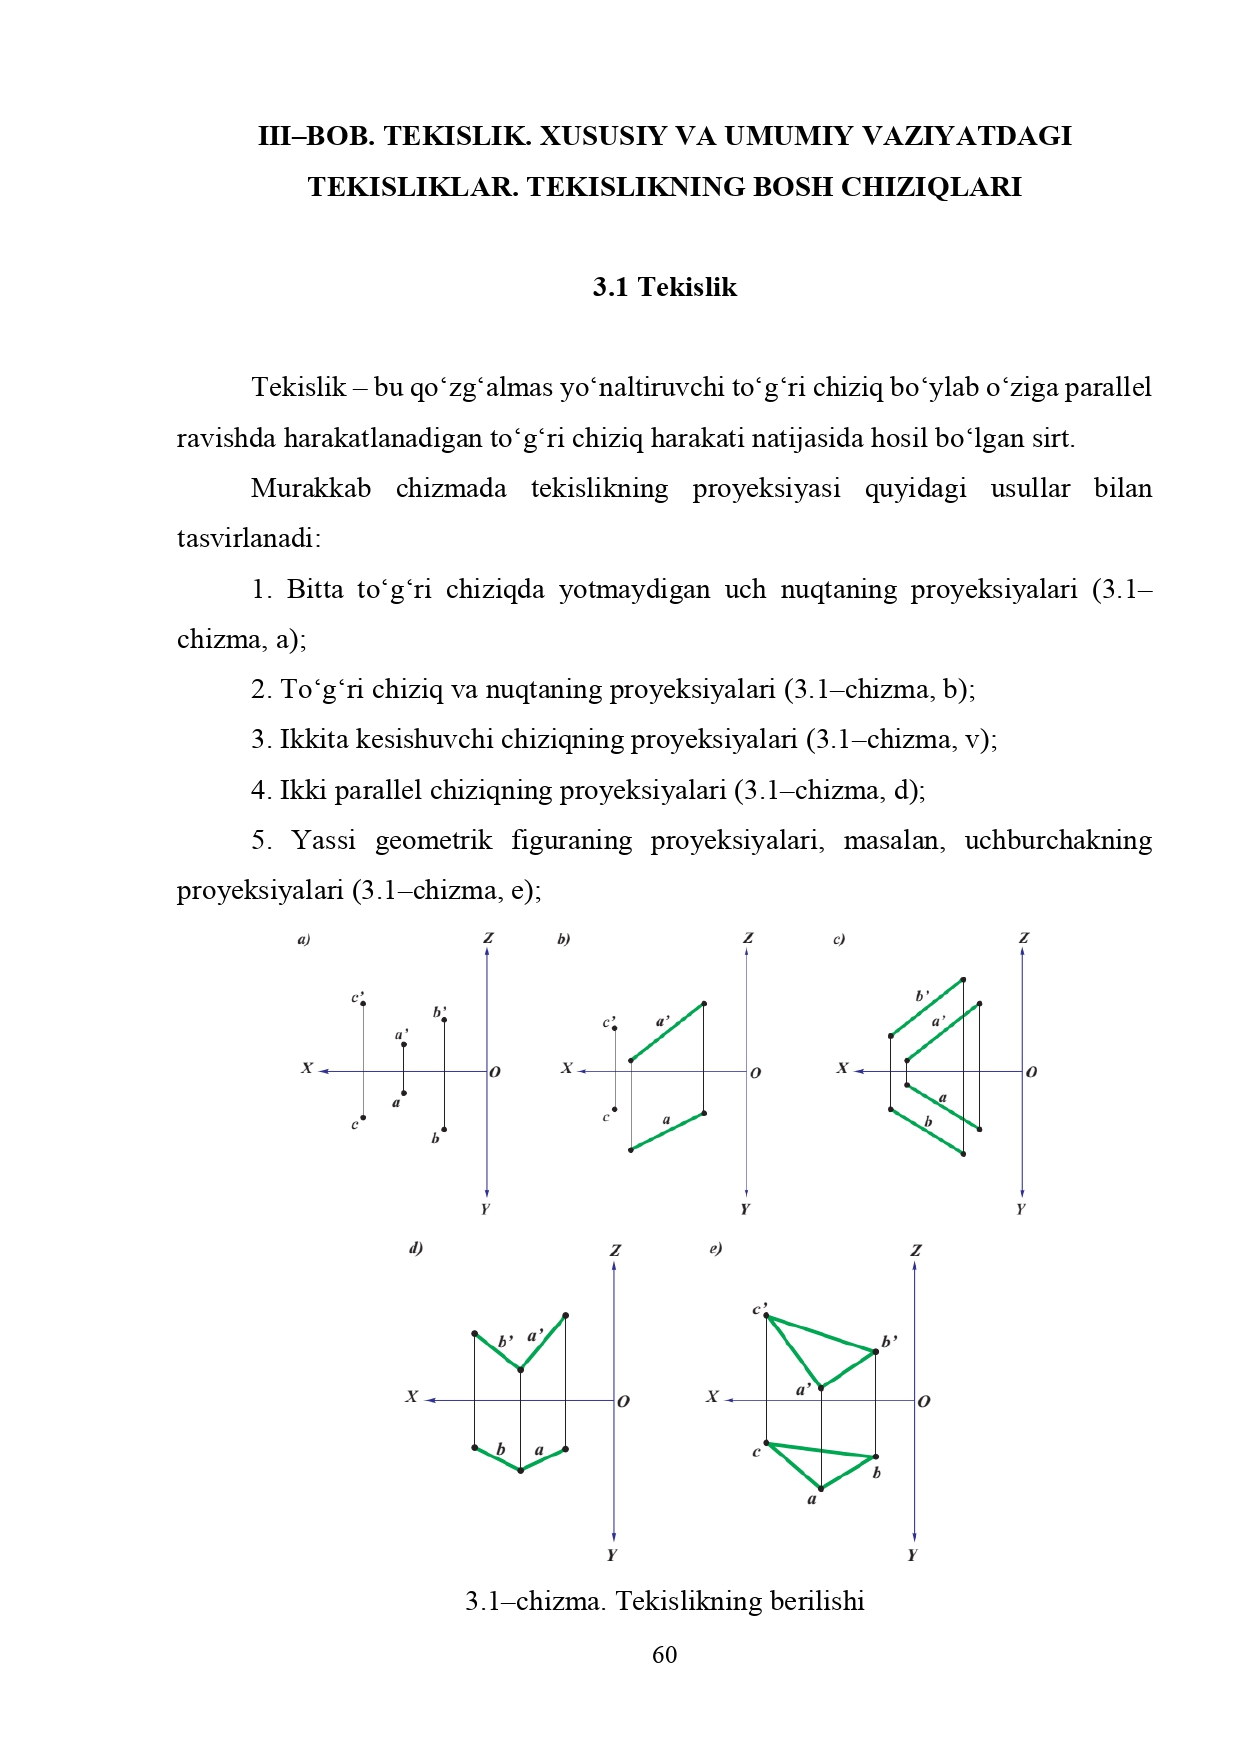 III–BOB. TEKISLIK. XUSUSIY VA UMUMIY VAZIYATDAGI
TEKISLIKLAR. TEKISLIKNING BOSH CHIZIQLARI
3.1 Tekislik
Tekislik – bu qo‘zg‘almas yo‘naltiruvchi to‘g‘ri chiziq bo‘ylab o‘ziga parallel
ravishda harakatlanadigan to‘g‘ri chiziq harakati natijasida hosil bo‘lgan sirt.
Murakkab chizmada tekislikning proyeksiyasi quyidagi usullar bilan
tasvirlanadi:
1. Bitta to‘g‘ri chiziqda yotmaydigan uch nuqtaning proyeksiyalari (3.1–
chizma, a);
2. To‘g‘ri chiziq va nuqtaning proyeksiyalari (3.1–chizma, b);
3. Ikkita kesishuvchi chiziqning proyeksiyalari (3.1–chizma, v);
4. Ikki parallel chiziqning proyeksiyalari (3.1–chizma, d);
5. Yassi geometrik figuraning proyeksiyalari, masalan, uchburchakning
proyeksiyalari (3.1–chizma, e);
a)
Z
c’
b’
a’
X
O
a
c
b
Y
b)
Z
c’
a’
X
O
c
a
Y
c)
Z
b’
a’
X
O
a
b
Y
d)
Z
b’ a’
X
O
b a
Y
e)
Z
c’
b’
a’
X
O
c
b
a
Y
3.1–chizma. Tekislikning berilishi
60